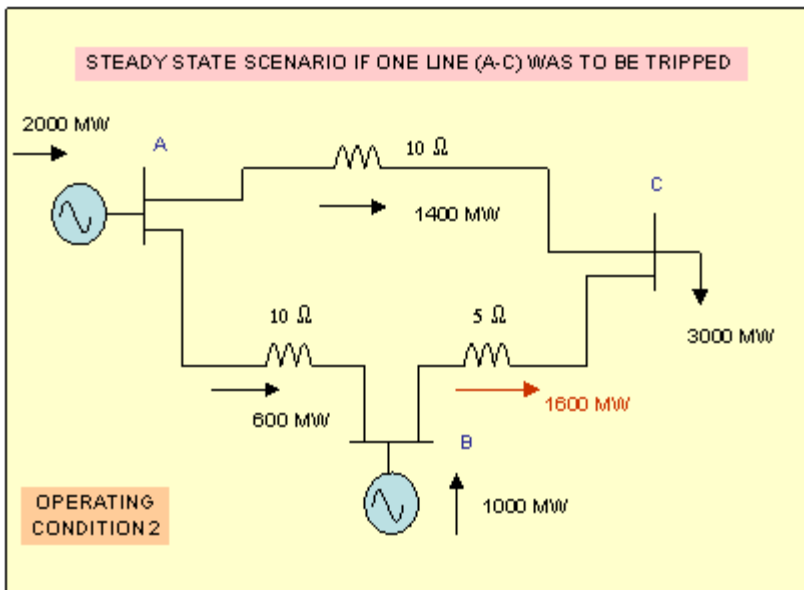 STEADY STATE SCENARIO IF ONE LINE (A-C) WAS TO BE TRIPPED
2000 MW
A
10 Ω
C
1400 MW
10 Ω
5 Ω
3000 MW
600 MW
1600 MW
B
OPERATING
CONDITION 2
1000 MW